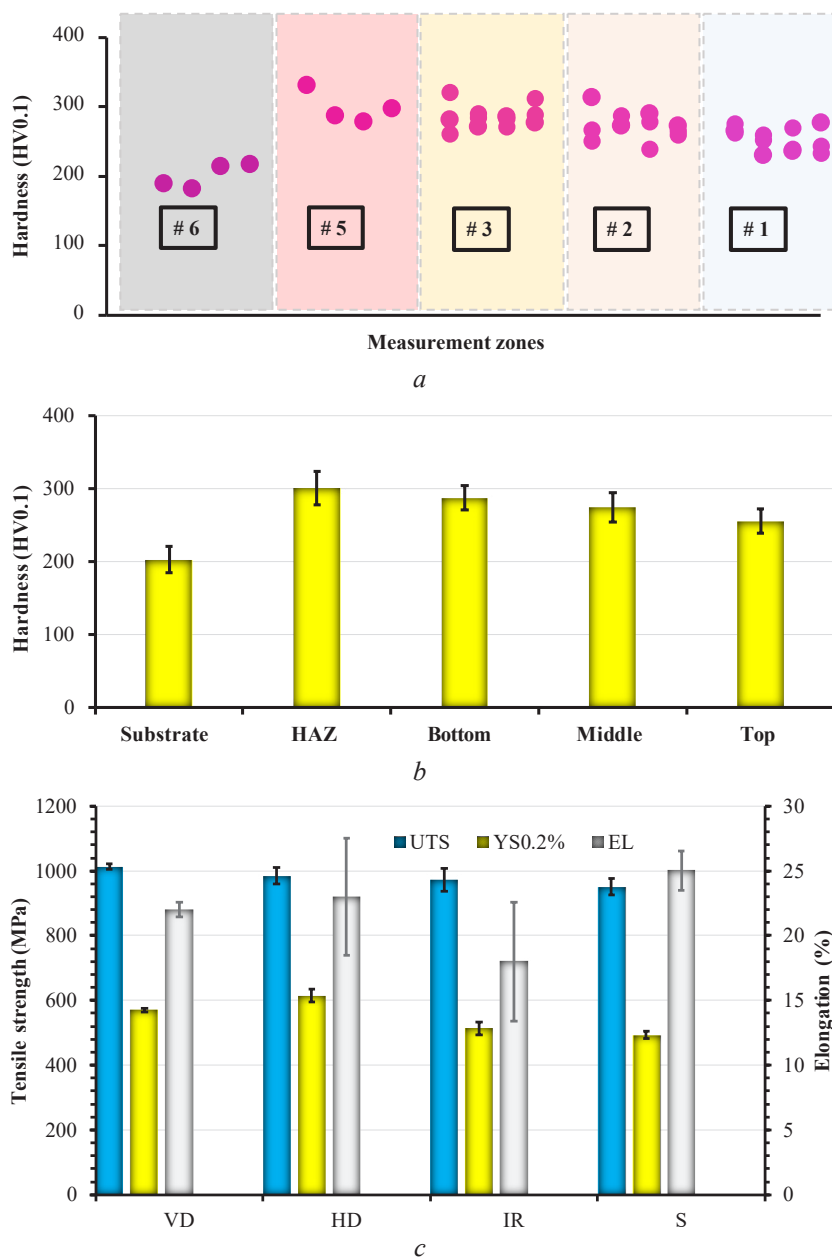 400
300
200
100
0
Hardness (HV0.1)
# 6
# 5
# 3
# 2
# 1
Measurement zones
a
400
300
200
100
0
Hardness (HV0.1)
Substrate HAZ Bottom Middle Top
b
1200
1000
800
600
400
200
0
Tensile strength (MPa)
UTS YS0.2% EL
30
25
20
15
10
5
0
Elongation (%)
VD HD IR S
c